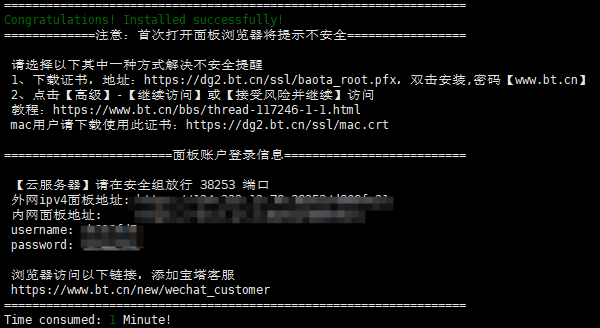 ==================================================================
Congratulations! Installed successfully!
=============注意：首次打开面板浏览器将提示不安全=================
请选择以下其中一种方式解决不安全提醒
1、下载证书，地址：https://dg2.bt.cn/ssl/baota_root.pfx，双击安装,密码【www.bt.cn】
2、点击【高级】-【继续访问】或【接受风险并继续】访问
教程：https://www.bt.cn/bbs/thread-117246-1-1.html
mac用户请下载使用此证书：https://dg2.bt.cn/ssl/mac.crt
========================面板账户登录信息==========================
【云服务器】请在安全组放行 38253 端口
外网ipv4面板地址:
内网面板地址:
username:
password:
浏览器访问以下链接，添加宝塔客服
https://www.bt.cn/new/wechat_customer
==================================================================
Time consumed: 1 Minute!